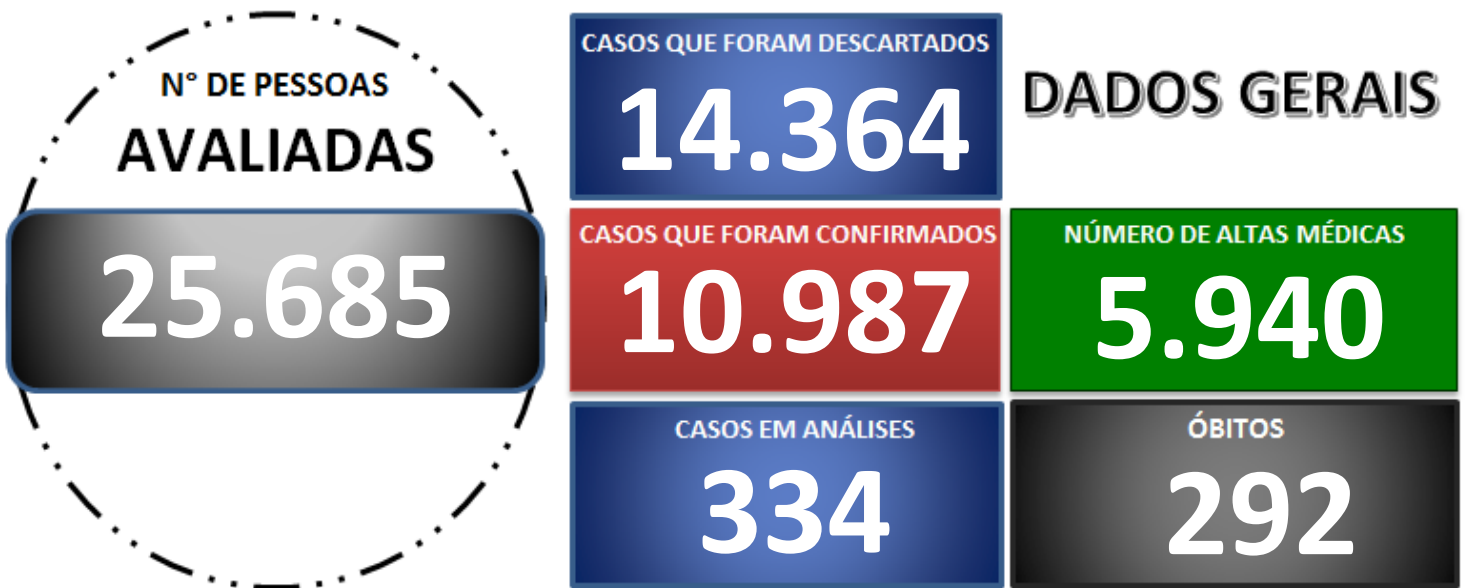 N° DE PESSOAS
AVALIADAS
25.685
CASOS QUE FORAM DESCARTADOS
14.364
DADOS GERAIS
CASOS QUE FORAM CONFIRMADOS
10.987
NÚMERO DE ALTAS MÉDICAS
5.940
CASOS EM ANÁLISES
334
ÓBITOS
292